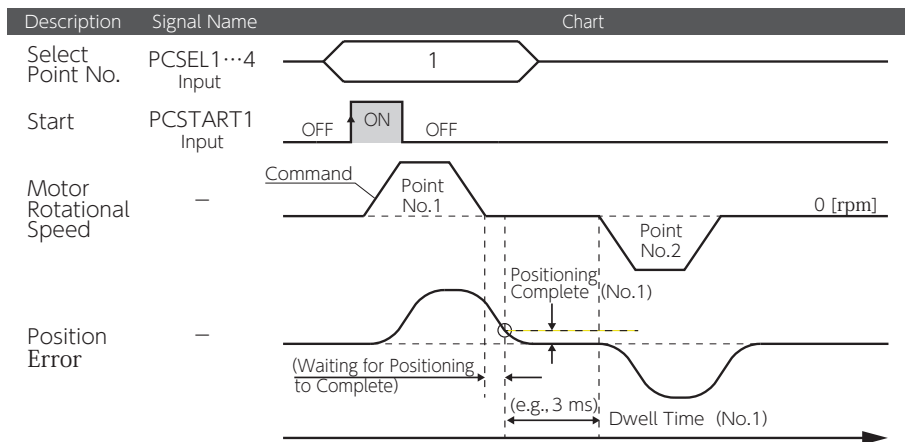 Description Signal Name Chart
Select
Point No.
PCSEL1⋯4
Input
1
Start
PCSTART1
Input
OFF ON OFF
Motor
Rotational
Speed
–
Command
Point
No.1
0 [rpm]
Point
No.2
Positioning
Complete (No.1)
Position
Error
–
(Waiting for Positioning
to Complete)
(e.g., 3 ms)
Dwell Time (No.1)